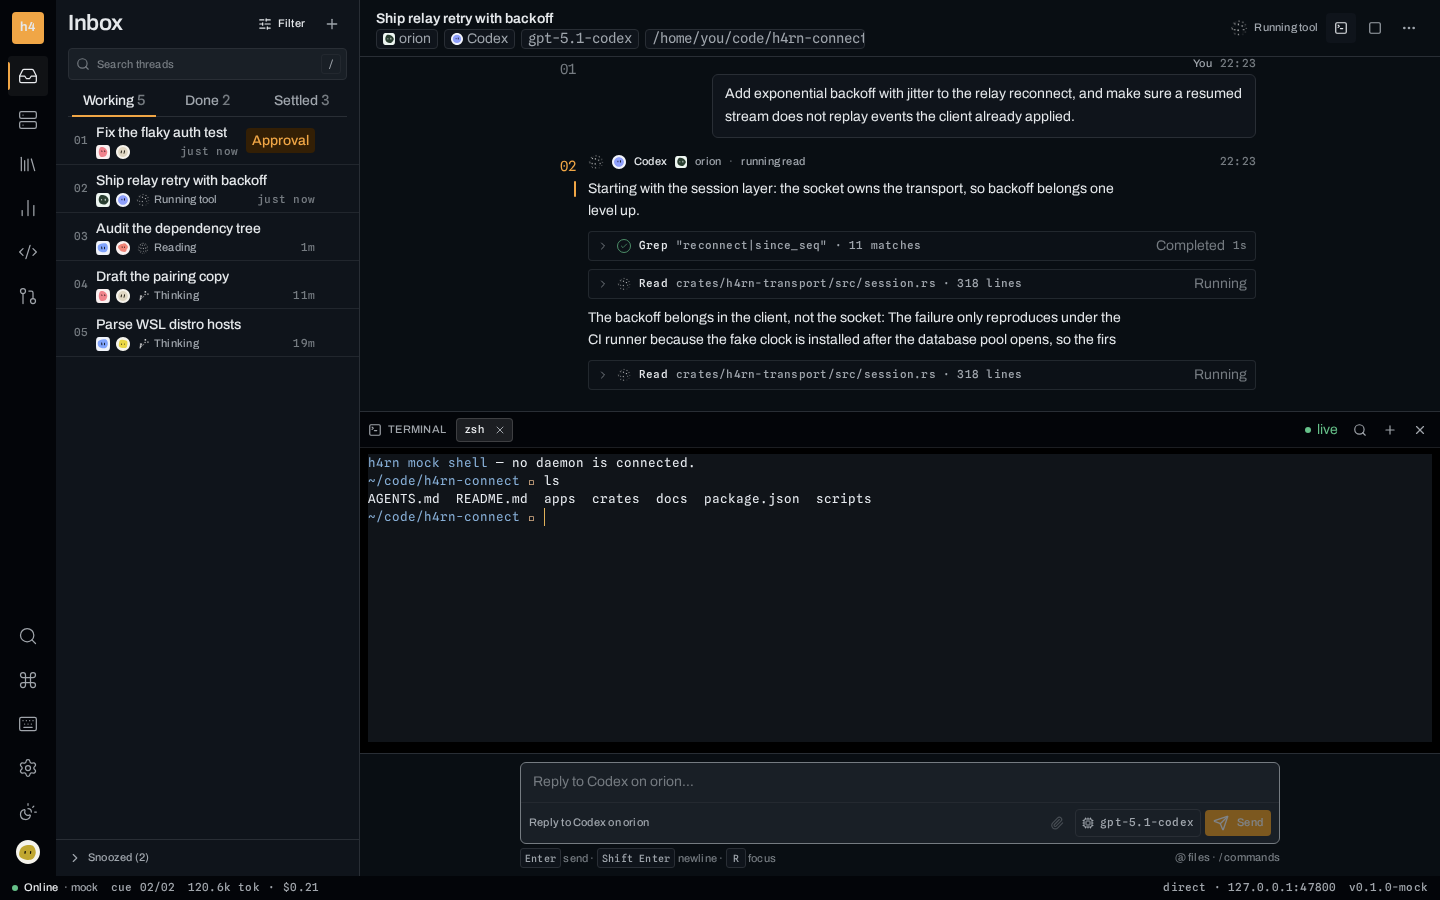 h4
Inbox
Filter
Search threads
/
Working 5
Done 2
Settled 3
01
Fix the flaky auth test
just now
Approval
02
Ship relay retry with backoff
Running tool
just now
03
Audit the dependency tree
Reading
1m
04
Draft the pairing copy
Thinking
11m
05
Parse WSL distro hosts
Thinking
19m
Snoozed (2)
Ship relay retry with backoff
orion
Codex
gpt-5.1-codex
/home/you/code/h4rn-connect
Running tool
01
You 22:23
Add exponential backoff with jitter to the relay reconnect, and make sure a resumed
stream does not replay events the client already applied.
02
Codex
orion · running read
22:23
Starting with the session layer: the socket owns the transport, so backoff belongs one
level up.
Grep "reconnect|since_seq" · 11 matches
Completed 1s
Read crates/h4rn-transport/src/session.rs · 318 lines
Running
The backoff belongs in the client, not the socket: The failure only reproduces under the
CI runner because the fake clock is installed after the database pool opens, so the firs
Read crates/h4rn-transport/src/session.rs · 318 lines
Running
TERMINAL
zsh
live
h4rn mock shell — no daemon is connected.
~/code/h4rn-connect ▯ ls
AGENTS.md README.md apps crates docs package.json scripts
~/code/h4rn-connect ▯
Reply to Codex on orion...
Reply to Codex on orion
gpt-5.1-codex
Send
Enter send · Shift Enter newline · R focus
@ files · / commands
Online · mock cue 02/02 120.6k tok · $0.21
direct · 127.0.0.1:47800 v0.1.0-mock